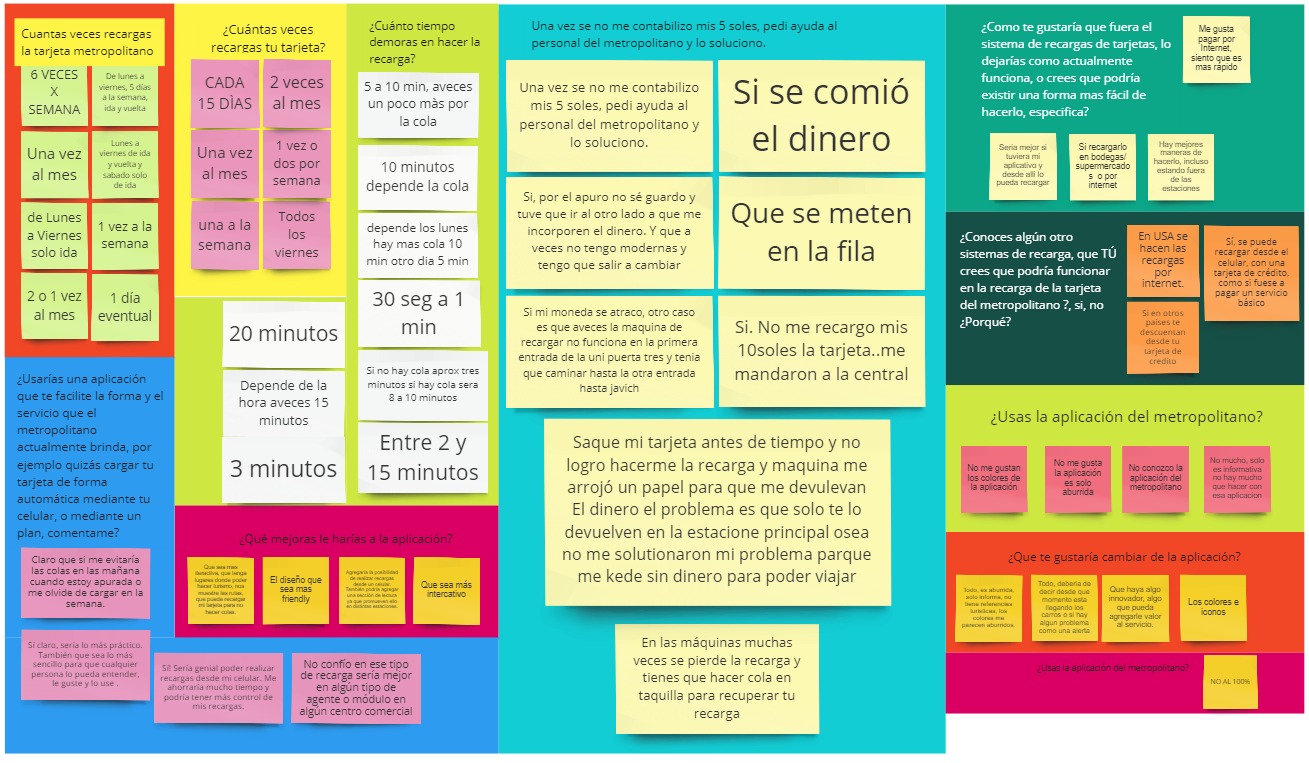 Cuantas veces recargas
la tarjeta metropolitano
6 VECES
X
SEMANA
De lunes a
viernes, 5 días
a la semana,
ida y vuelta
Una vez
al mes
Lunes a
viernes de ida
y vuelta y
sabado solo
de ida
de Lunes
a Viernes
solo ida
1 vez a la
semana
2 o 1 vez
al mes
1 día
eventual
¿Cuántas veces
recargas tu tarjeta?
CADA
15 DÌAS
2 veces
al mes
Una vez
al mes
1 vez o
dos por
semana
una a la
semana
Todos
los
viernes
¿Cuánto tiempo
demoras en hacer la
recarga?
5 a 10 min, aveces
un poco màs por
la cola
10 minutos
depende la cola
depende los lunes
hay mas cola 10
min otro dia 5 min
30 seg a 1
min
Si no hay cola aprox tres
minutos si hay cola sera
8 a 10 minutos
Entre 2 y
15 minutos
20 minutos
Depende de la
hora aveces 15
minutos
3 minutos
Una vez se no me contabilizo mis 5 soles, pedi ayuda al
personal del metropolitano y lo soluciono.
Una vez se no me contabilizo
mis 5 soles, pedi ayuda al
personal del metropolitano y
lo soluciono.
Si se comió
el dinero
Si, por el apuro no sé guardo y
tuve que ir al otro lado a que me
incorporen el dinero. Y que a
veces no tengo modernas y
tengo que salir a cambiar
Que se meten
en la fila
Si mi moneda se atraco, otro caso
es que aveces la maquina de
recargar no funciona en la primera
entrada de la uni puerta tres y tenia
que caminar hasta la otra entrada
hasta javich
Si. No me recargo mis
10soles la tarjeta..me
mandaron a la central
Saque mi tarjeta antes de tiempo y no
logro hacerme la recarga y maquina me
arrojó un papel para que me devulevan
El dinero el problema es que solo te lo
devuelven en la estacione principal osea
no me solutionaron mi problema parque
me kede sin dinero para poder viajar
En las máquinas muchas
veces se pierde la recarga y
tienes que hacer cola en
taquilla para recuperar tu
recarga
¿Como te gustaría que fuera el
sistema de recargas de tarjetas, lo
dejarías como actualmente
funciona, o crees que podría
existir una forma mas fácil de
hacerlo, especifica?
Me gusta
pagar por
Internet,
siento que es
mas rápido
Seria mejor si
tuviera mi
aplicativo y
desde alli lo
pueda recargar
Si recargarlo
en bodegas/
supermercado
s o por
internet
Hay mejores
maneras de
hacerlo, incluso
estando fuera
de las
estaciones
¿Conoces algún otro
sistemas de recarga, que TÚ
crees que podría funcionar
en la recarga de la tarjeta
del metropolitano ?, si, no
¿Porqué?
En USA se
hacen las
recargas
por
internet.
Sí, se puede
recargar desde el
celular, con una
tarjeta de crédito,
como si fuese a
pagar un servicio
básico
Si en otros
países te
descuentan
desde tu
tarjeta de
credito
¿Usas la aplicación del metropolitano?
No me gustan
los colores de
la aplicación
No me gusta
la aplicación
es solo
aburrida
No conozco la
aplicación del
metropolitano
No mucho, solo
es informativa
no hay mucho
que hacer con
esa aplicacion
¿Usarías una aplicación
que te facilite la forma y el
servicio que el
metropolitano
actualmente brinda, por
ejemplo quizás cargar tu
tarjeta de forma
automática mediante tu
celular, o mediante un
plan, comentame?
Claro que si me evitaría
las colas en las mañana
cuando estoy apurada o
me olvide de cargar en la
semana.
Sí claro, sería lo más práctico.
También que sea lo más
sencillo para que cualquier
persona lo pueda entender,
le guste y lo use .
Sí! Sería genial poder realizar
recargas desde mi celular. Me
ahorraría mucho tiempo y
podría tener más control de
mis recargas.
No confío en ese tipo
de recarga sería mejor
en algún tipo de
agente o módulo en
algún centro comercial
¿Qué mejoras le harías a la aplicación?
Que sea mas
iteractiva, que tenga
lugares donde poder
hacer turismo, nos
muestre las rutas,
que pueda recargar
mi tarjeta para no
hacer colas.
El diseño que
sea mas
friendly
Agregaría la posibilidad
de realizar recargas
desde un celular.
También podría agregar
una sección de lectura
ya que promueven ello
en distintas estaciones.
Que sea más
intercativo
¿Que te gustaría cambiar de la aplicación?
Todo, es aburrida,
solo informa, no
tiene referencias
turísticas, los
colores me
parecen aburridos.
Todo, debería de
decir desde que
momento esta
llegando los
carros o si hay
algun problema
como una alerta
Que haya algo
innovador, algo
que pueda
agregarle valor
al servicio.
Los colores e
iconos
¿Usas la aplicación del metropolitano?
NO AL 100%